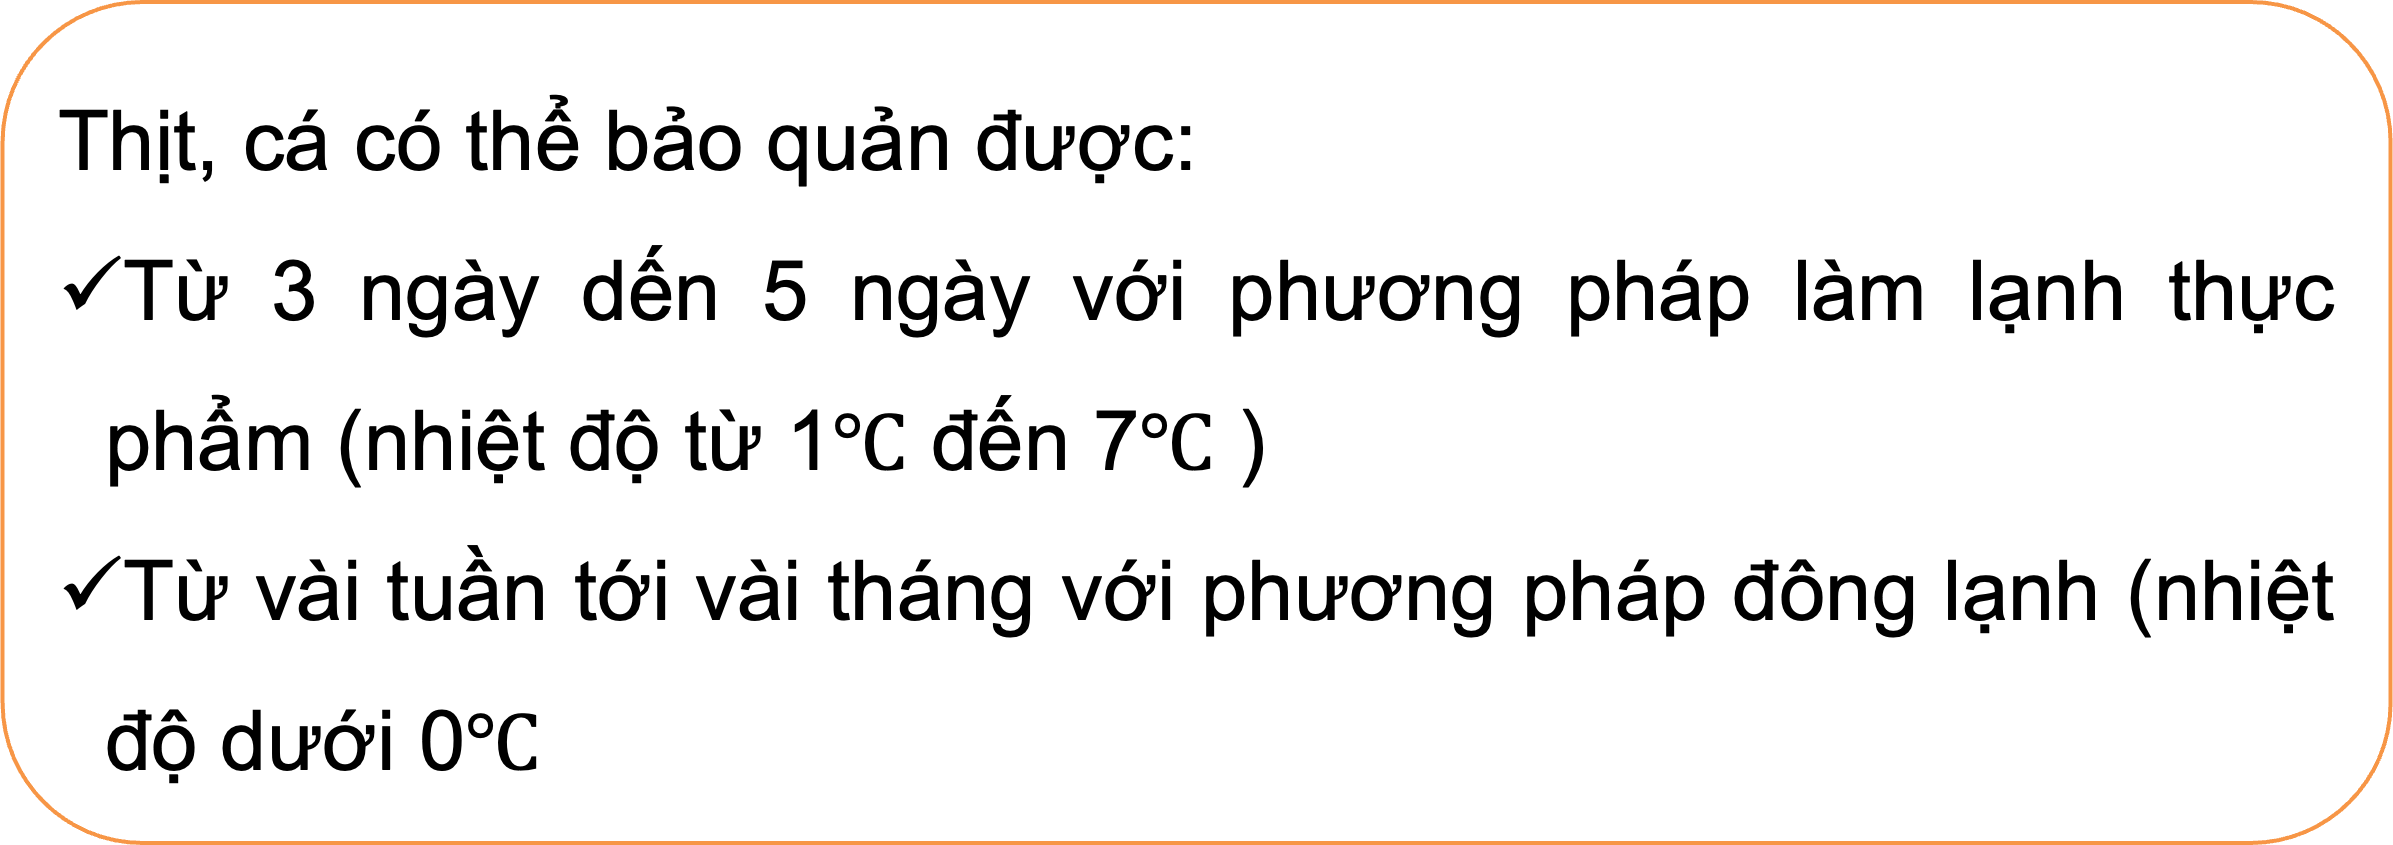 Thịt, cá có thể bảo quản được:
✓Từ 3 ngày dến 5 ngày với phương pháp làm lạnh thực
phẩm (nhiệt độ từ 1℃ đến 7℃ )
✓Từ vài tuần tới vài tháng với phương pháp đông lạnh (nhiệt
độ dưới 0℃